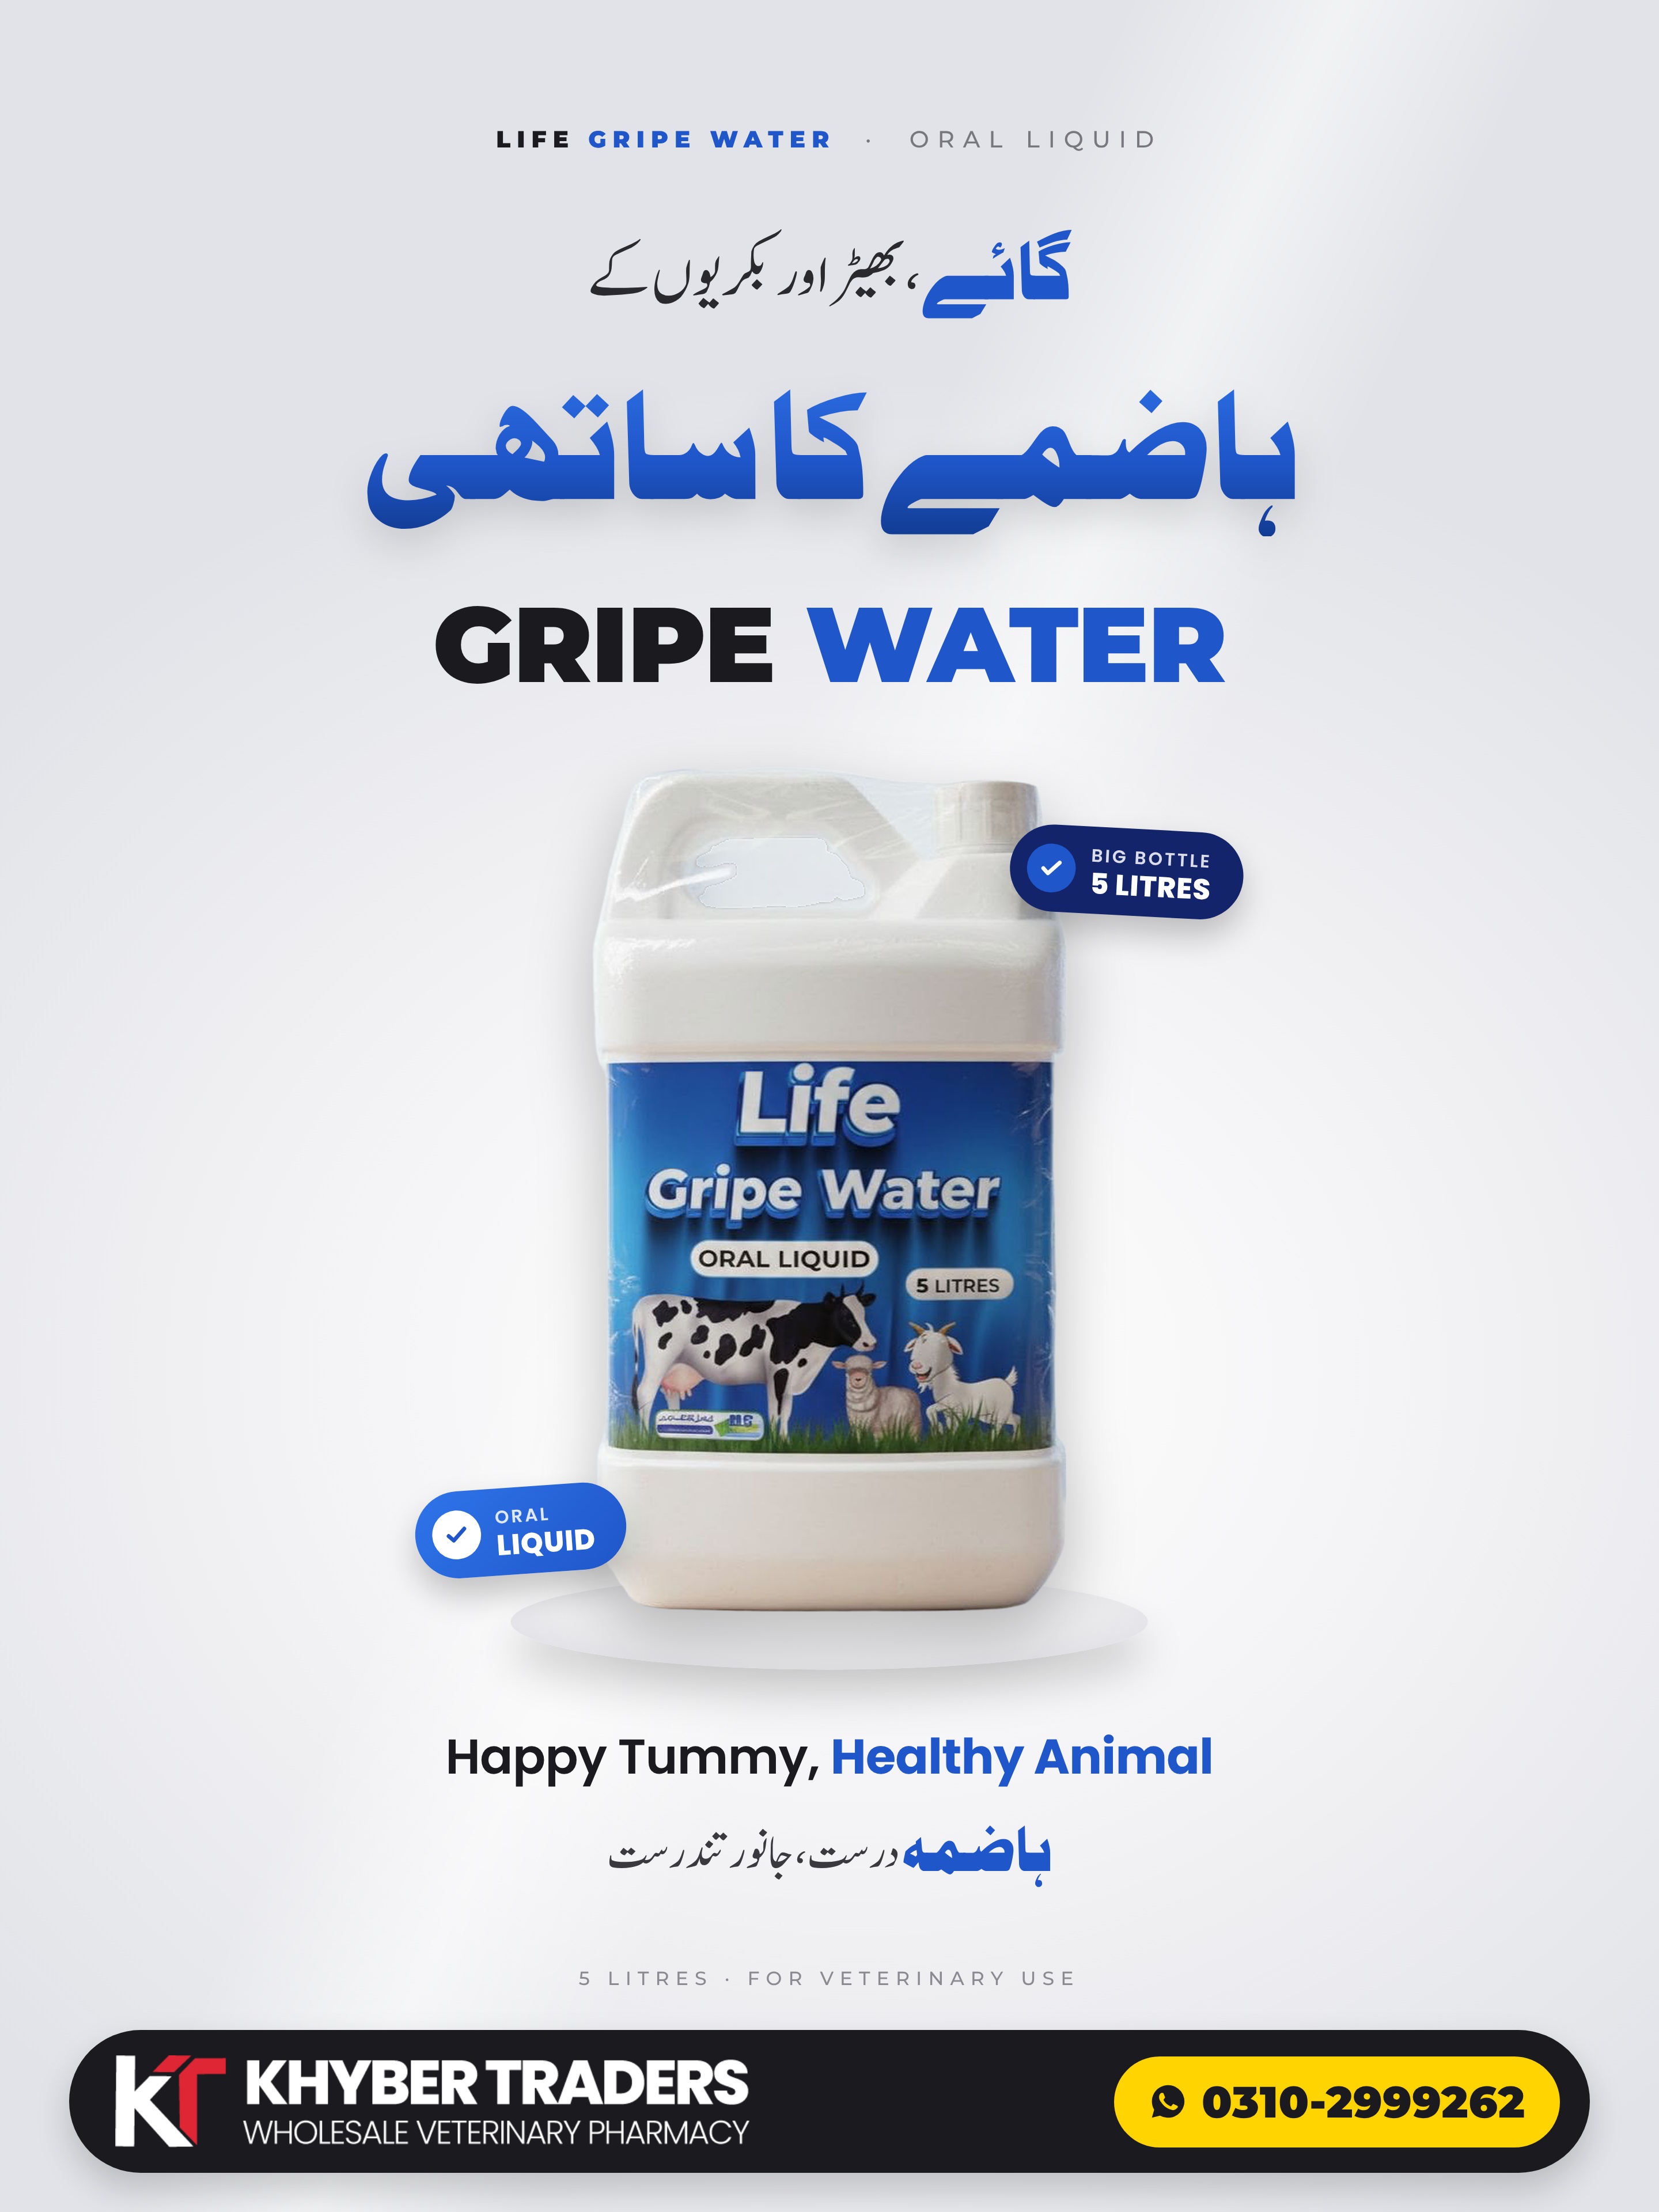 LIFE GRIPE WATER · ORAL LIQUID
گائے، بھیڑ اور بکریوں کے
ہاضمے کا ساتھی
GRIPE WATER
BIG BOTTLE
5 LITRES
Life
Gripe Water
ORAL LIQUID
5 LITRES
ORAL
LIQUID
Happy Tummy, Healthy Animal
ہاضمہ درست، جانور تندرست
5 LITRES · FOR VETERINARY USE
KT KHYBER TRADERS
WHOLESALE VETERINARY PHARMACY
0310-2999262